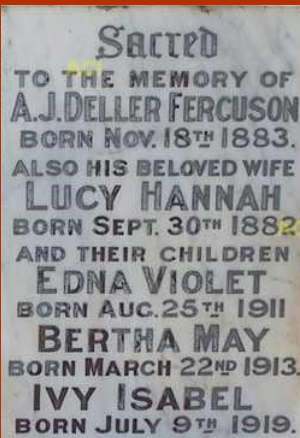 Sacred
TO THE MEMORY OF
A.J. DELLER FERGUSON
BORN NOV. 18TH 1883.
ALSO HIS BELOVED WIFE
LUCY HANNAH
BORN SEPT. 30TH 1882
AND THEIR CHILDREN
EDNA VIOLET
BORN AUG. 25TH 1911
BERTHA MAY
BORN MARCH 22ND 1913.
IVY ISABEL
BORN JULY 9TH 1919.